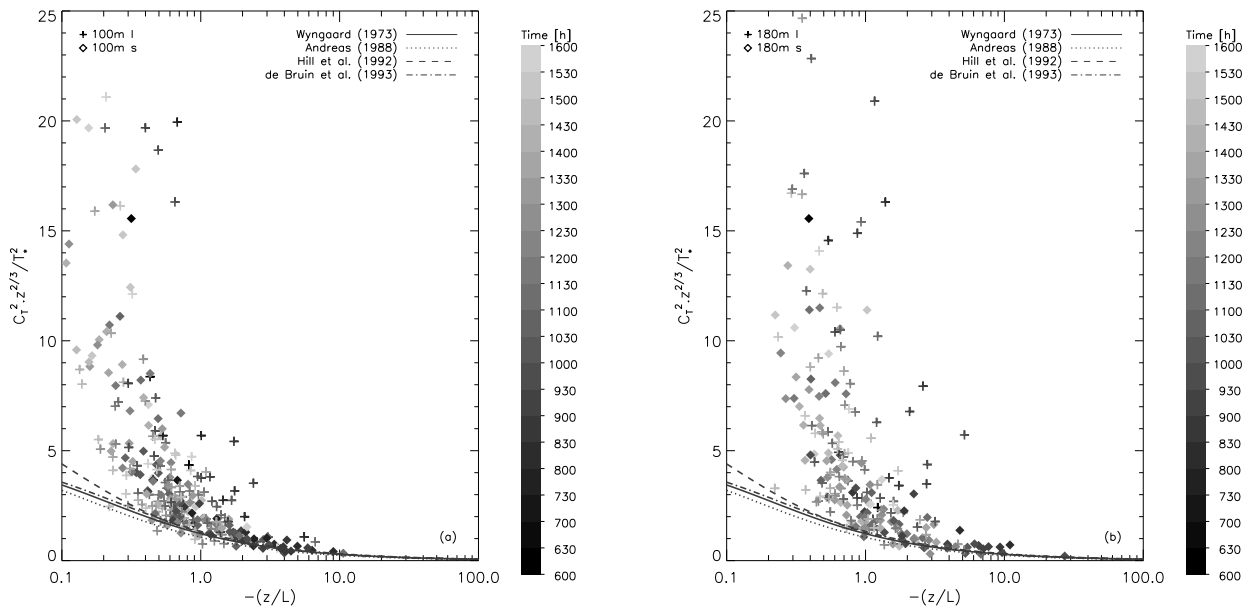 100m l
100m s
Wyngaard (1973)
Andreas (1988)
Hill et al. (1992)
de Bruin et al. (1993)
25
20
15
10
5
0
C_T^2.z^2/3/T_*^2
(a)
0.1 1.0 10.0 100.0
-(z/L)
Time [h]
1600
1530
1500
1430
1400
1330
1300
1230
1200
1130
1100
1030
1000
930
900
830
800
730
700
630
600
180m l
180m s
Wyngaard (1973)
Andreas (1988)
Hill et al. (1992)
de Bruin et al. (1993)
25
20
15
10
5
0
C_T^2.z^2/3/T_*^2
(b)
0.1 1.0 10.0 100.0
-(z/L)
Time [h]
1600
1530
1500
1430
1400
1330
1300
1230
1200
1130
1100
1030
1000
930
900
830
800
730
700
630
600